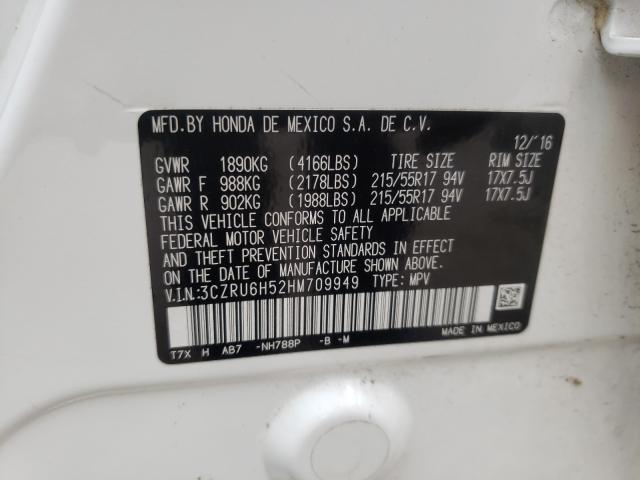 MFD.BY HONDA DE MEXICO S.A. DE C.V.
12/'16
GVWR 1890KG (4166LBS) TIRE SIZE RIM SIZE
GAWR F 988KG (2178LBS) 215/55R17 94V 17X7.5J
GAWR R 902KG (1988LBS) 215/55R17 94V 17X7.5J
THIS VEHICLE CONFORMS TO ALL APPLICABLE
FEDERAL MOTOR VEHICLE SAFETY
AND THEFT PREVENTION STANDARDS IN EFFECT
ON THE DATE OF MANUFACTURE SHOWN ABOVE.
V.I.N.:3CZRU6H52HM709949 TYPE: MPV
T7X H AB7 -NH788P -B -M
MADE IN MEXICO